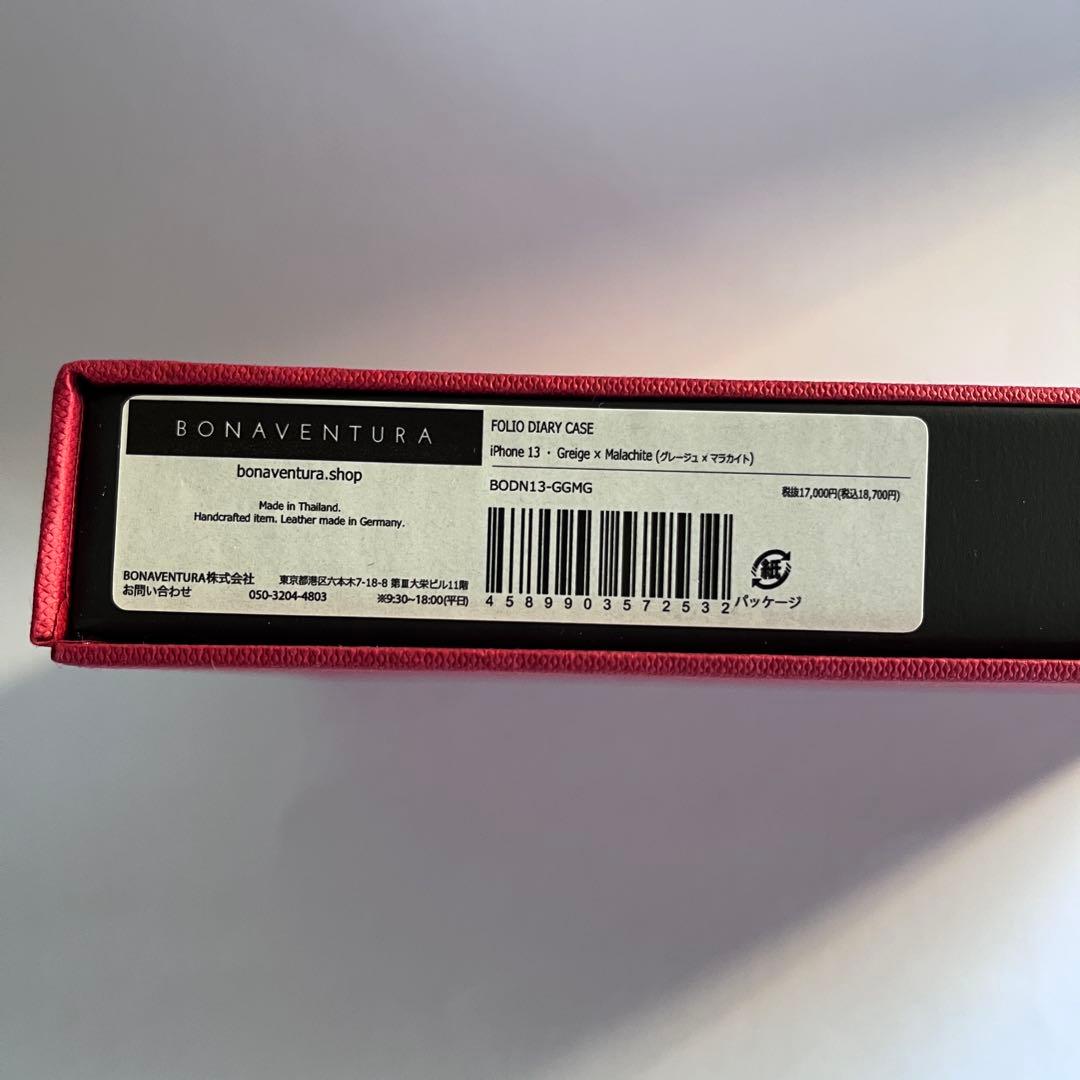 BONAVENTURA
bonaventura.shop
Made in Thailand.
Handcrafted item. Leather made in Germany.
BONAVENTURA株式会社 東京都港区六本木7-18-8 第Ⅲ大栄ビル11階
お問い合わせ 050-3204-4803 ※9:30~18:00(平日)
FOLIO DIARY CASE
iPhone 13 ・ Greige × Malachite (グレージュ × マラカイト)
BODN13-GGMG
税抜17,000円(税込18,700円)
4589903572532
紙
パッケージ